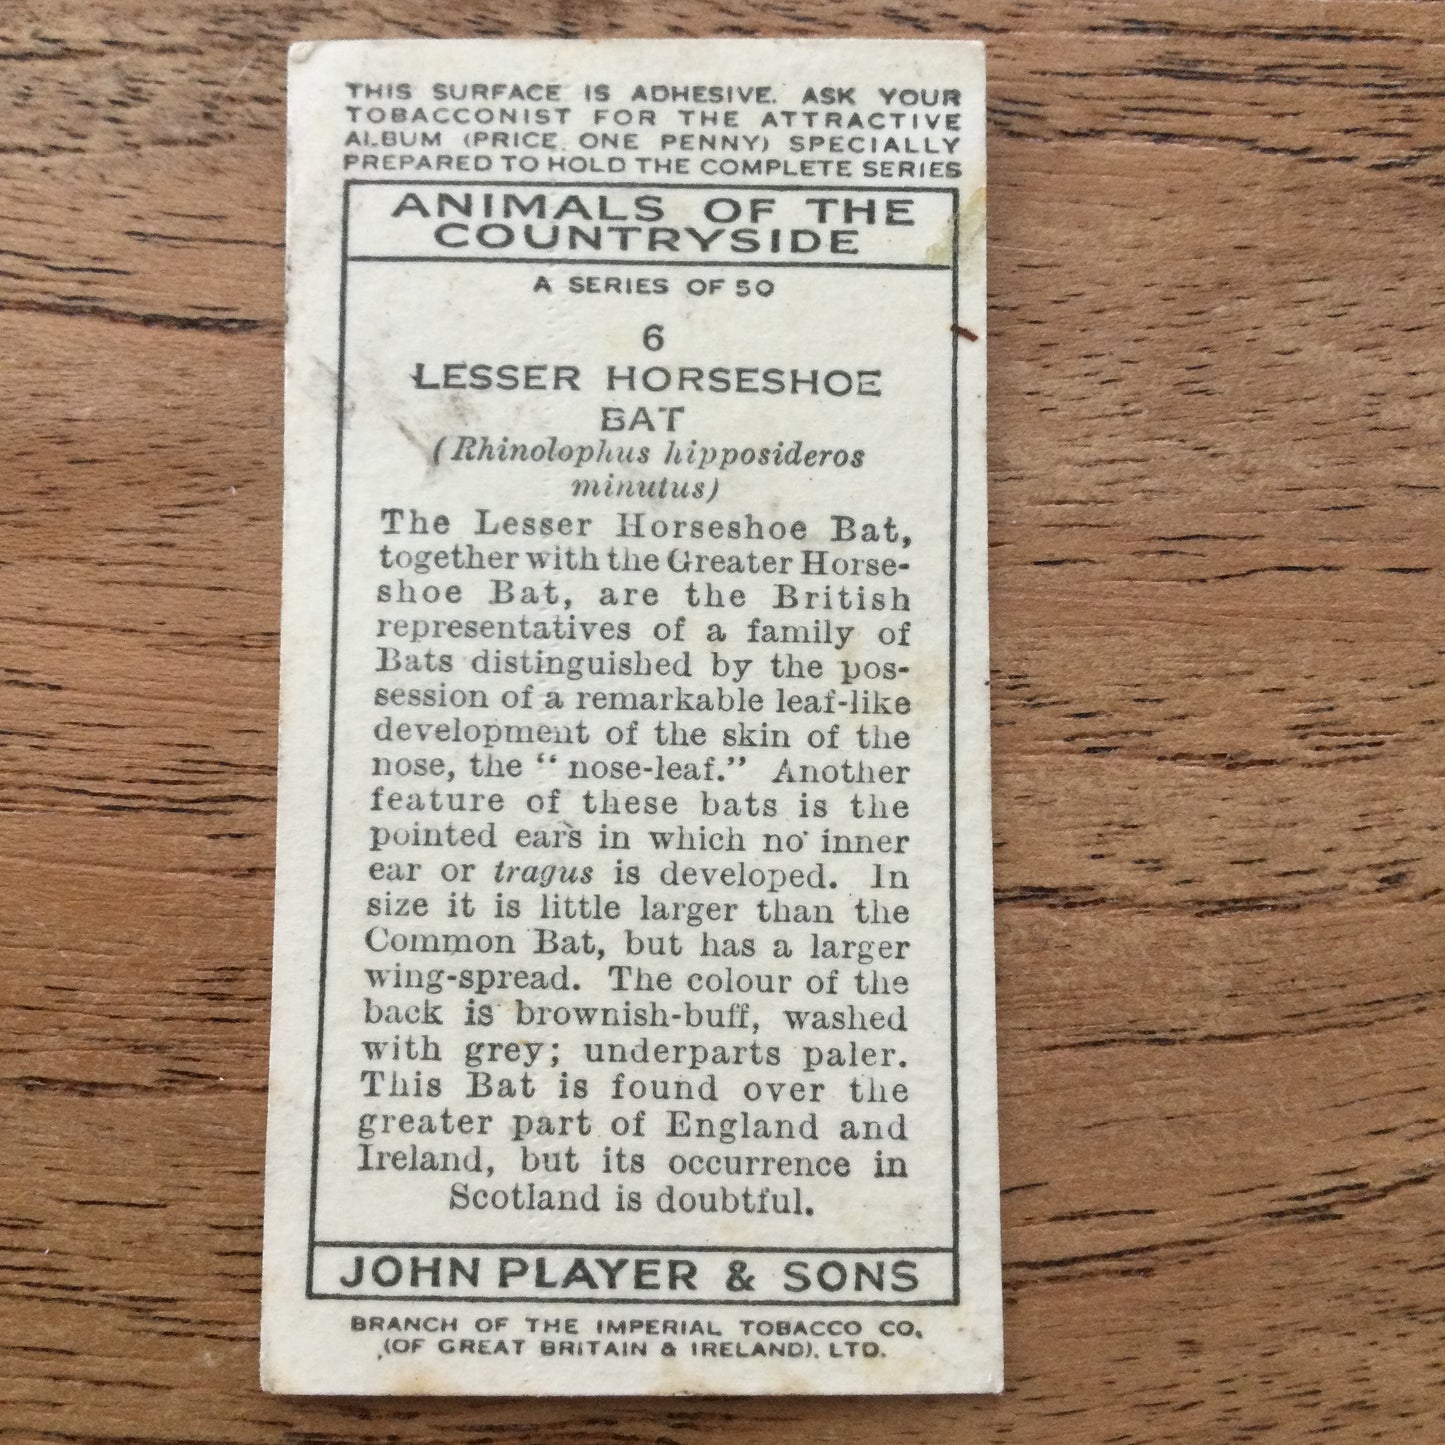 THIS SURFACE IS ADHESIVE. ASK YOUR
TOBACCONIST FOR THE ATTRACTIVE
ALBUM (PRICE ONE PENNY) SPECIALLY
PREPARED TO HOLD THE COMPLETE SERIES
ANIMALS OF THE
COUNTRYSIDE
A SERIES OF 50
6
LESSER HORSESHOE
BAT
(Rhinolophus hipposideros
minutus)
The Lesser Horseshoe Bat,
together with the Greater Horse-
shoe Bat, are the British
representatives of a family of
Bats distinguished by the pos-
session of a remarkable leaf-like
development of the skin of the
nose, the “nose-leaf.” Another
feature of these bats is the
pointed ears in which no inner
ear or tragus is developed. In
size it is little larger than the
Common Bat, but has a larger
wing-spread. The colour of the
back is brownish-buff, washed
with grey; underparts paler.
This Bat is found over the
greater part of England and
Ireland, but its occurrence in
Scotland is doubtful.
JOHN PLAYER & SONS
BRANCH OF THE IMPERIAL TOBACCO CO.
(OF GREAT BRITAIN & IRELAND), LTD.